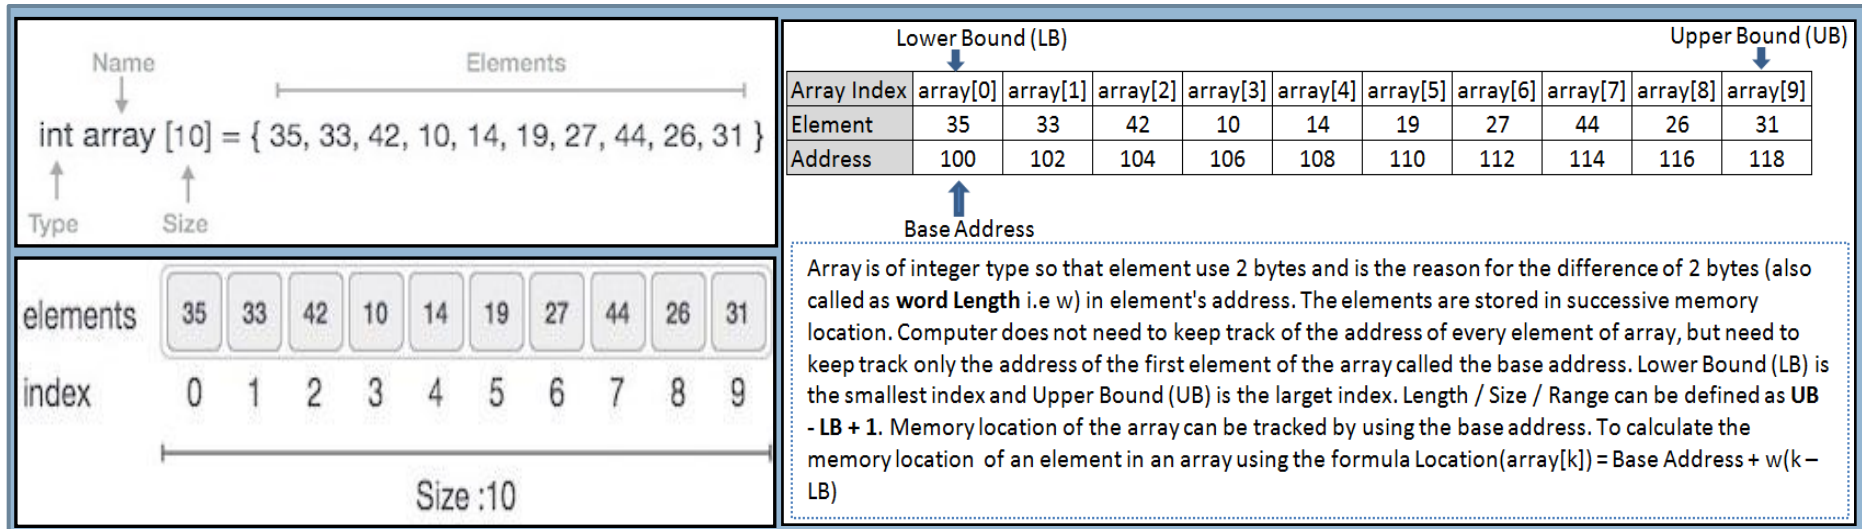 Name
Elements
int array [10] = { 35, 33, 42, 10, 14, 19, 27, 44, 26, 31 }
Type
Size
elements 35 33 42 10 14 19 27 44 26 31
index 0 1 2 3 4 5 6 7 8 9
Size :10
Lower Bound (LB)
Upper Bound (UB)
Array Index array[0] array[1] array[2] array[3] array[4] array[5] array[6] array[7] array[8] array[9]
Element 35 33 42 10 14 19 27 44 26 31
Address 100 102 104 106 108 110 112 114 116 118
Base Address
Array is of integer type so that element use 2 bytes and is the reason for the difference of 2 bytes (also
called as word Length i.e w) in element's address. The elements are stored in successive memory
location. Computer does not need to keep track of the address of every element of array, but need to
keep track only the address of the first element of the array called the base address. Lower Bound (LB) is
the smallest index and Upper Bound (UB) is the larget index. Length / Size / Range can be defined as UB
- LB + 1. Memory location of the array can be tracked by using the base address. To calculate the
memory location of an element in an array using the formula Location(array[k]) = Base Address + w(k –
LB)